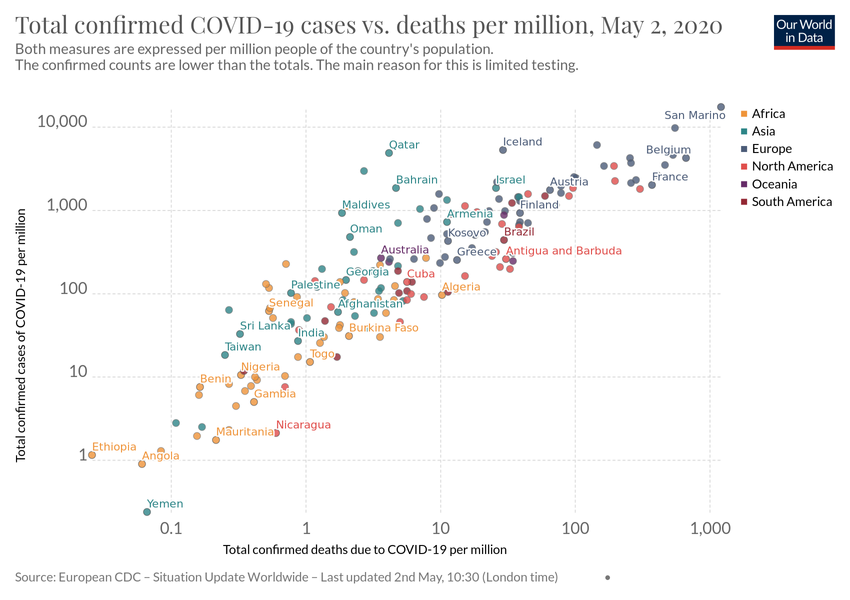 Total confirmed COVID-19 cases vs. deaths per million, May 2, 2020
Our World
in Data
Both measures are expressed per million people of the country's population.
The confirmed counts are lower than the totals. The main reason for this is limited testing.
Total confirmed cases of COVID-19 per million
10,000
1,000
100
10
1
San Marino
Qatar
Iceland
Belgium
Bahrain
Israel
Austria
France
Maldives
Armenia
Finland
Oman
Kosovo
Brazil
Australia
Greece
Antigua and Barbuda
Georgia
Cuba
Palestine
Algeria
Senegal
Afghanistan
Sri Lanka
India
Burkina Faso
Taiwan
Togo
Nigeria
Benin
Gambia
Nicaragua
Mauritania
Ethiopia
Angola
Yemen
Africa
Asia
Europe
North America
Oceania
South America
0.1
1
10
100
1,000
Total confirmed deaths due to COVID-19 per million
Source: European CDC – Situation Update Worldwide – Last updated 2nd May, 10:30 (London time)